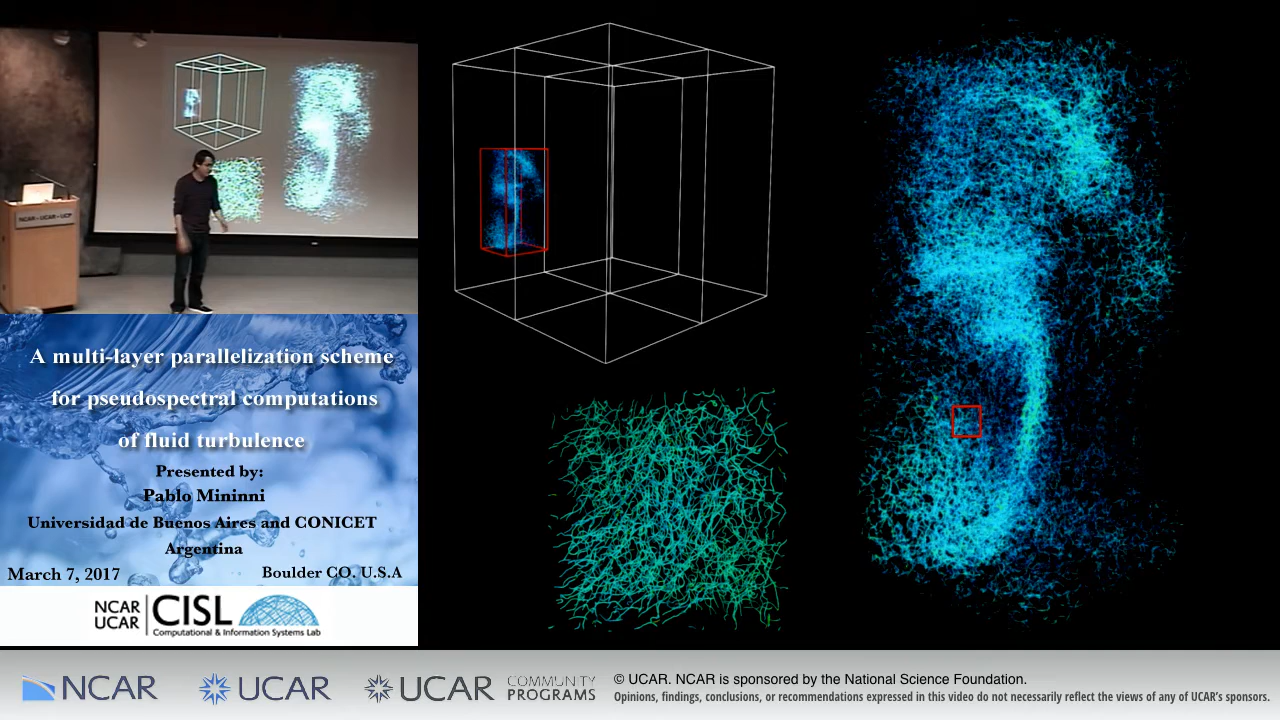 NCAR • UCAR • UCP
A multi-layer parallelization scheme
for pseudospectral computations
of fluid turbulence
Presented by:
Pablo Mininni
Universidad de Buenos Aires and CONICET
Argentina
March 7, 2017
Boulder CO. U.S.A
NCAR
UCAR
CISL
Computational & Information Systems Lab
NCAR
UCAR
UCAR
COMMUNITY
PROGRAMS
© UCAR. NCAR is sponsored by the National Science Foundation.
Opinions, findings, conclusions, or recommendations expressed in this video do not necessarily reflect the views of any of UCAR's sponsors.